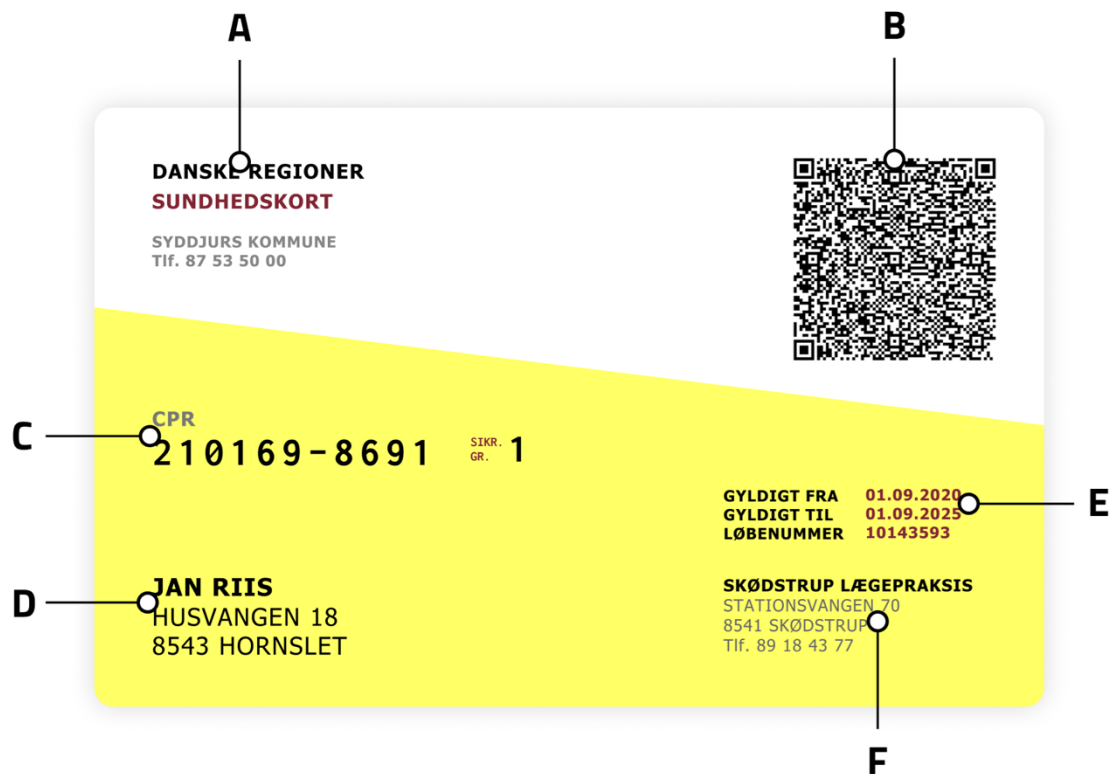 A
B
DANSKE REGIONER
SUNDHEDSKORT
SYDDJURS KOMMUNE
Tlf. 87 53 50 00
C
CPR
210169-8691
SIKR.
GR.
1
GYLDIGT FRA 01.09.2020
GYLDIGT TIL 01.09.2025
LØBENUMMER 10143593
E
D
JAN RIIS
HUSVANGEN 18
8543 HORNSLET
SKØDSTRUP LÆGEPRAKSIS
STATIONSVANGEN 70
8541 SKØDSTRUP
Tlf. 89 18 43 77
F